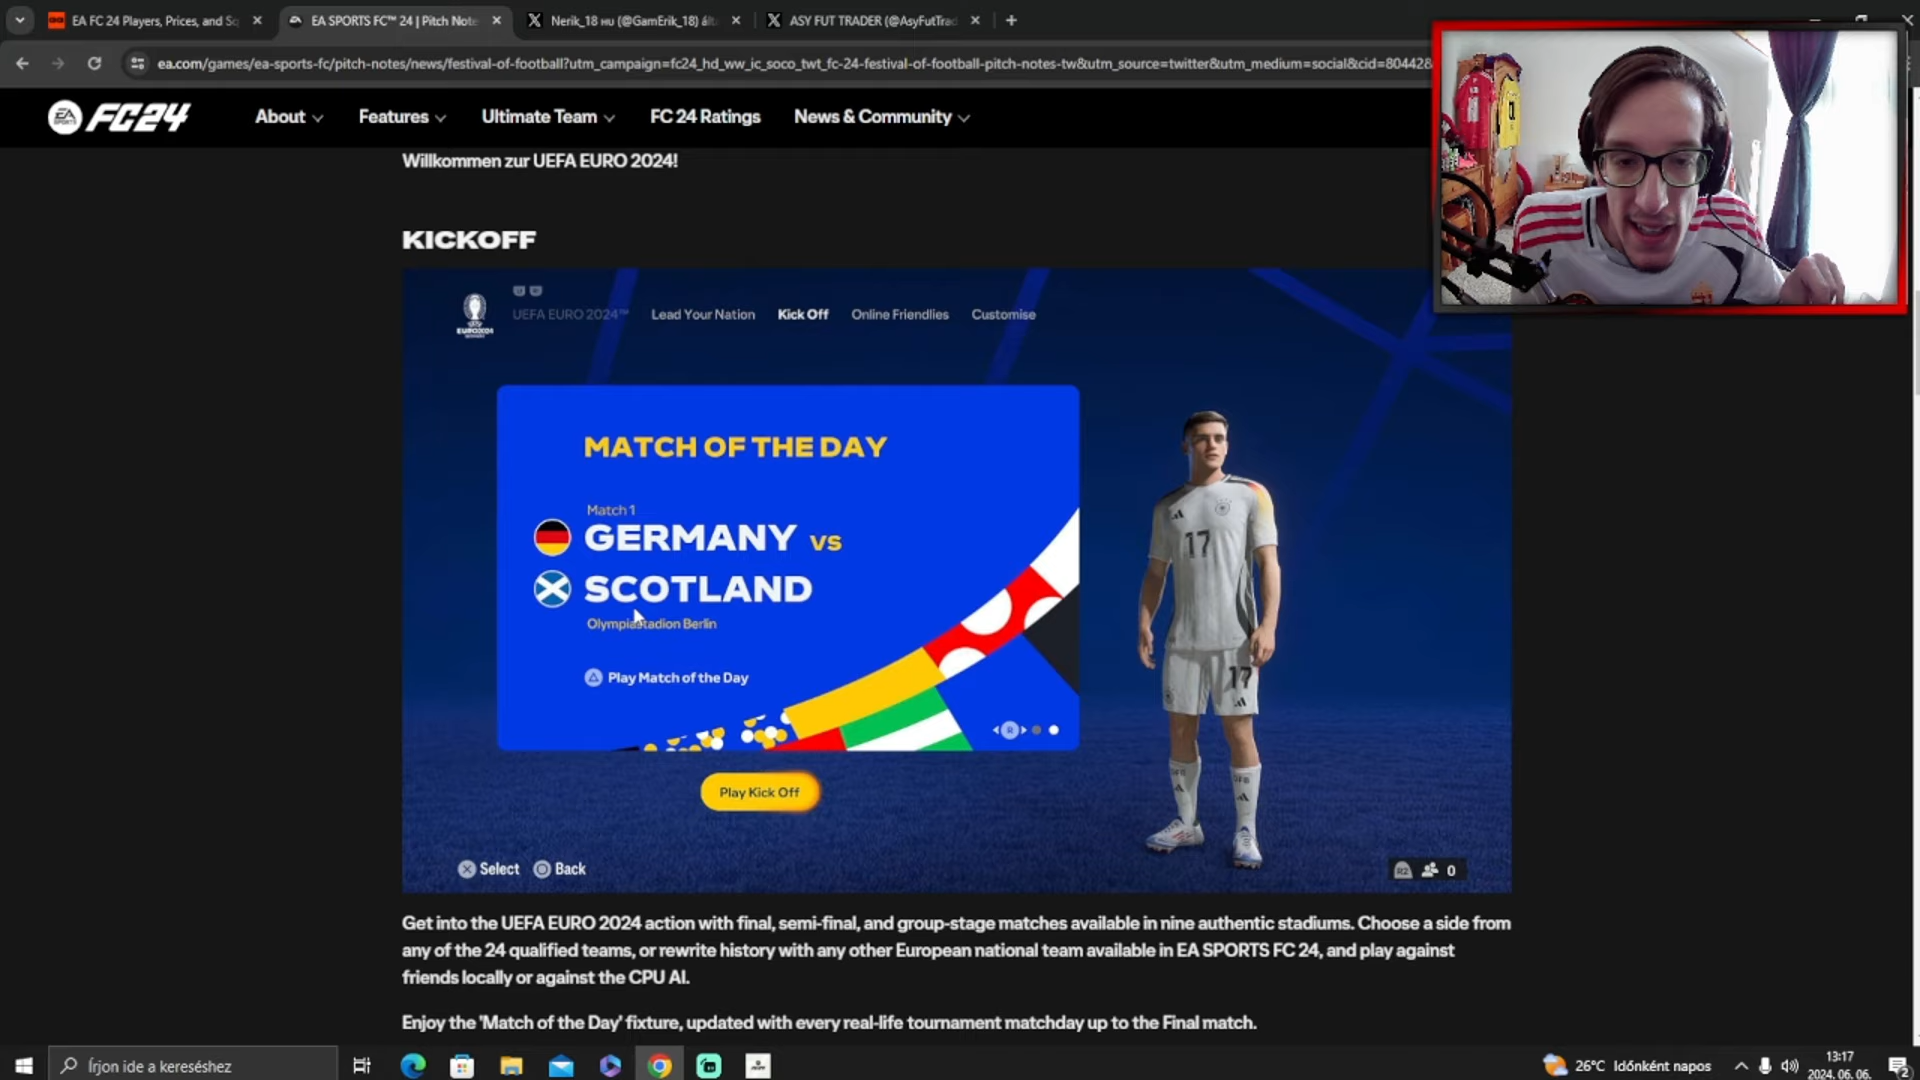 EA FC 24 Players, Prices, and Sq
EA SPORTS FC™ 24 | Pitch Note
Nerik_18 HU (@GamErik_18) ált
ASY FUT TRADER (@AsyFutTrad
ea.com/games/ea-sports-fc/pitch-notes/news/festival-of-football?utm_campaign=fc24_hd_ww_ic_soco_twt_fc-24-festival-of-football-pitch-notes-tw&utm_source=twitter&utm_medium=social&cid=80442&
EA SPORTS FC24
About
Features
Ultimate Team
FC 24 Ratings
News & Community
Willkommen zur UEFA EURO 2024!
KICKOFF
EURO2024
UEFA EURO 2024™
Lead Your Nation
Kick Off
Online Friendlies
Customise
MATCH OF THE DAY
Match 1
GERMANY vs
SCOTLAND
Olympiastadion Berlin
Play Match of the Day
R
Play Kick Off
17
17
Select
Back
R2
0
Get into the UEFA EURO 2024 action with final, semi-final, and group-stage matches available in nine authentic stadiums. Choose a side from
any of the 24 qualified teams, or rewrite history with any other European national team available in EA SPORTS FC 24, and play against
friends locally or against the CPU AI.
Enjoy the 'Match of the Day' fixture, updated with every real-life tournament matchday up to the Final match.
Írjon ide a kereséshez
26°C Időnként napos
13:17
2024. 06. 06.
2